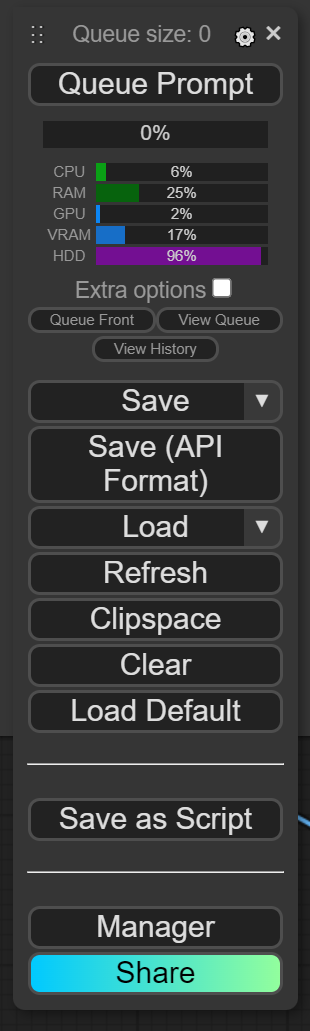 Queue size: 0
Queue Prompt
0%
CPU 6%
RAM 25%
GPU 2%
VRAM 17%
HDD 96%
Extra options
Queue Front View Queue
View History
Save ▼
Save (API
Format)
Load ▼
Refresh
Clipspace
Clear
Load Default
Save as Script
Manager
Share